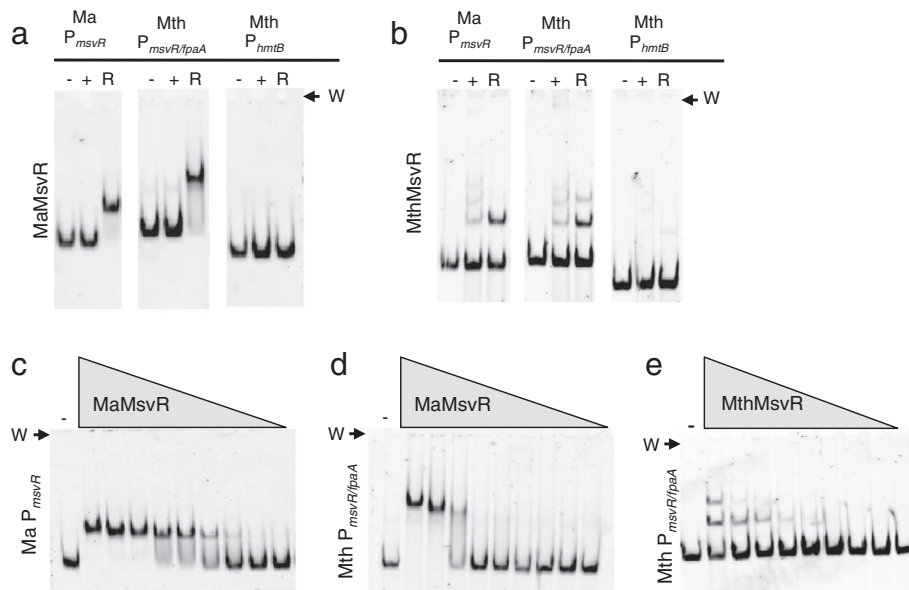 a
Ma Mth Mth
PmsvR PmsvR/fpaA PhmtB
- + R - + R - + R
W
MaMsvR
b
Ma Mth Mth
PmsvR PmsvR/fpaA PhmtB
- + R - + R - + R
W
MthMsvR
c
MaMsvR
-
W
Ma PmsvR
d
MaMsvR
-
W
Mth PmsvR/fpaA
e
MthMsvR
-
W
Mth PmsvR/fpaA